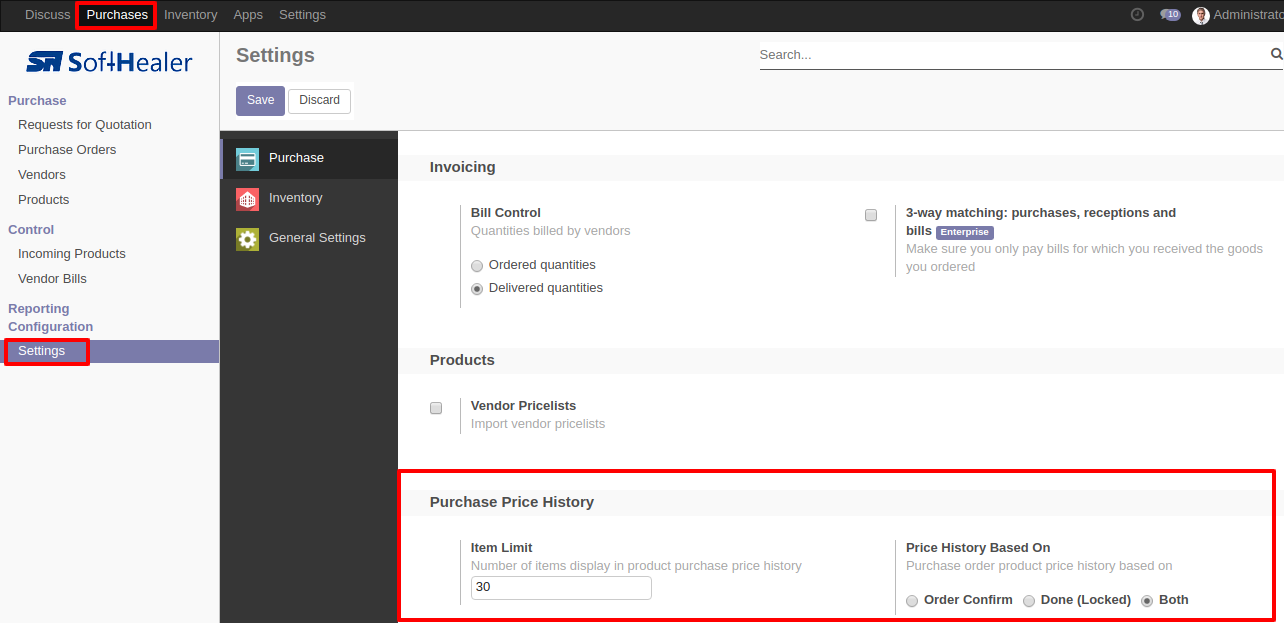 Discuss Purchases Inventory Apps Settings 10 Administrato
SoftHealer
Purchase
Requests for Quotation
Purchase Orders
Vendors
Products
Control
Incoming Products
Vendor Bills
Reporting
Configuration
Settings
Settings
Search...
Save Discard
Purchase
Inventory
General Settings
Invoicing
Bill Control
Quantities billed by vendors
Ordered quantities
Delivered quantities
3-way matching: purchases, receptions and
bills Enterprise
Make sure you only pay bills for which you received the goods
you ordered
Products
Vendor Pricelists
Import vendor pricelists
Purchase Price History
Item Limit
Number of items display in product purchase price history
30
Price History Based On
Purchase order product price history based on
Order Confirm Done (Locked) Both